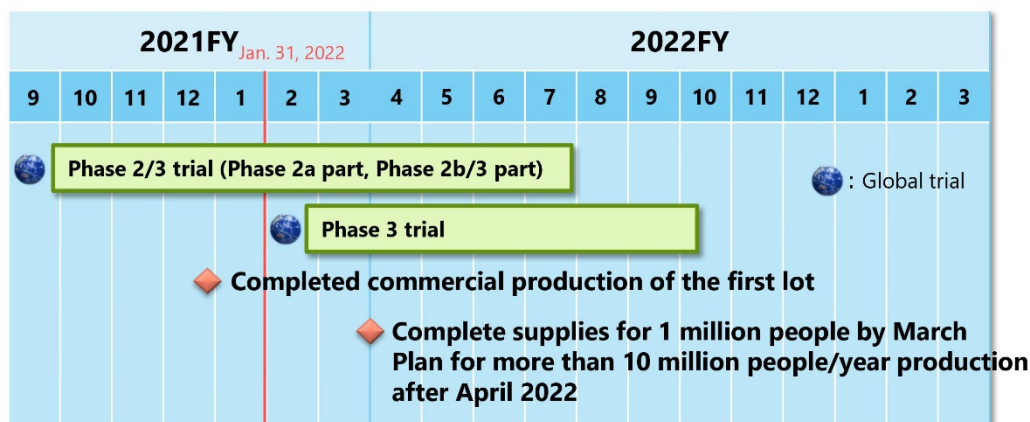 2021FY
Jan. 31, 2022
2022FY
9 10 11 12 1 2 3 4 5 6 7 8 9 10 11 12 1 2 3
Phase 2/3 trial (Phase 2a part, Phase 2b/3 part)
: Global trial
Phase 3 trial
Completed commercial production of the first lot
Complete supplies for 1 million people by March
Plan for more than 10 million people/year production
after April 2022